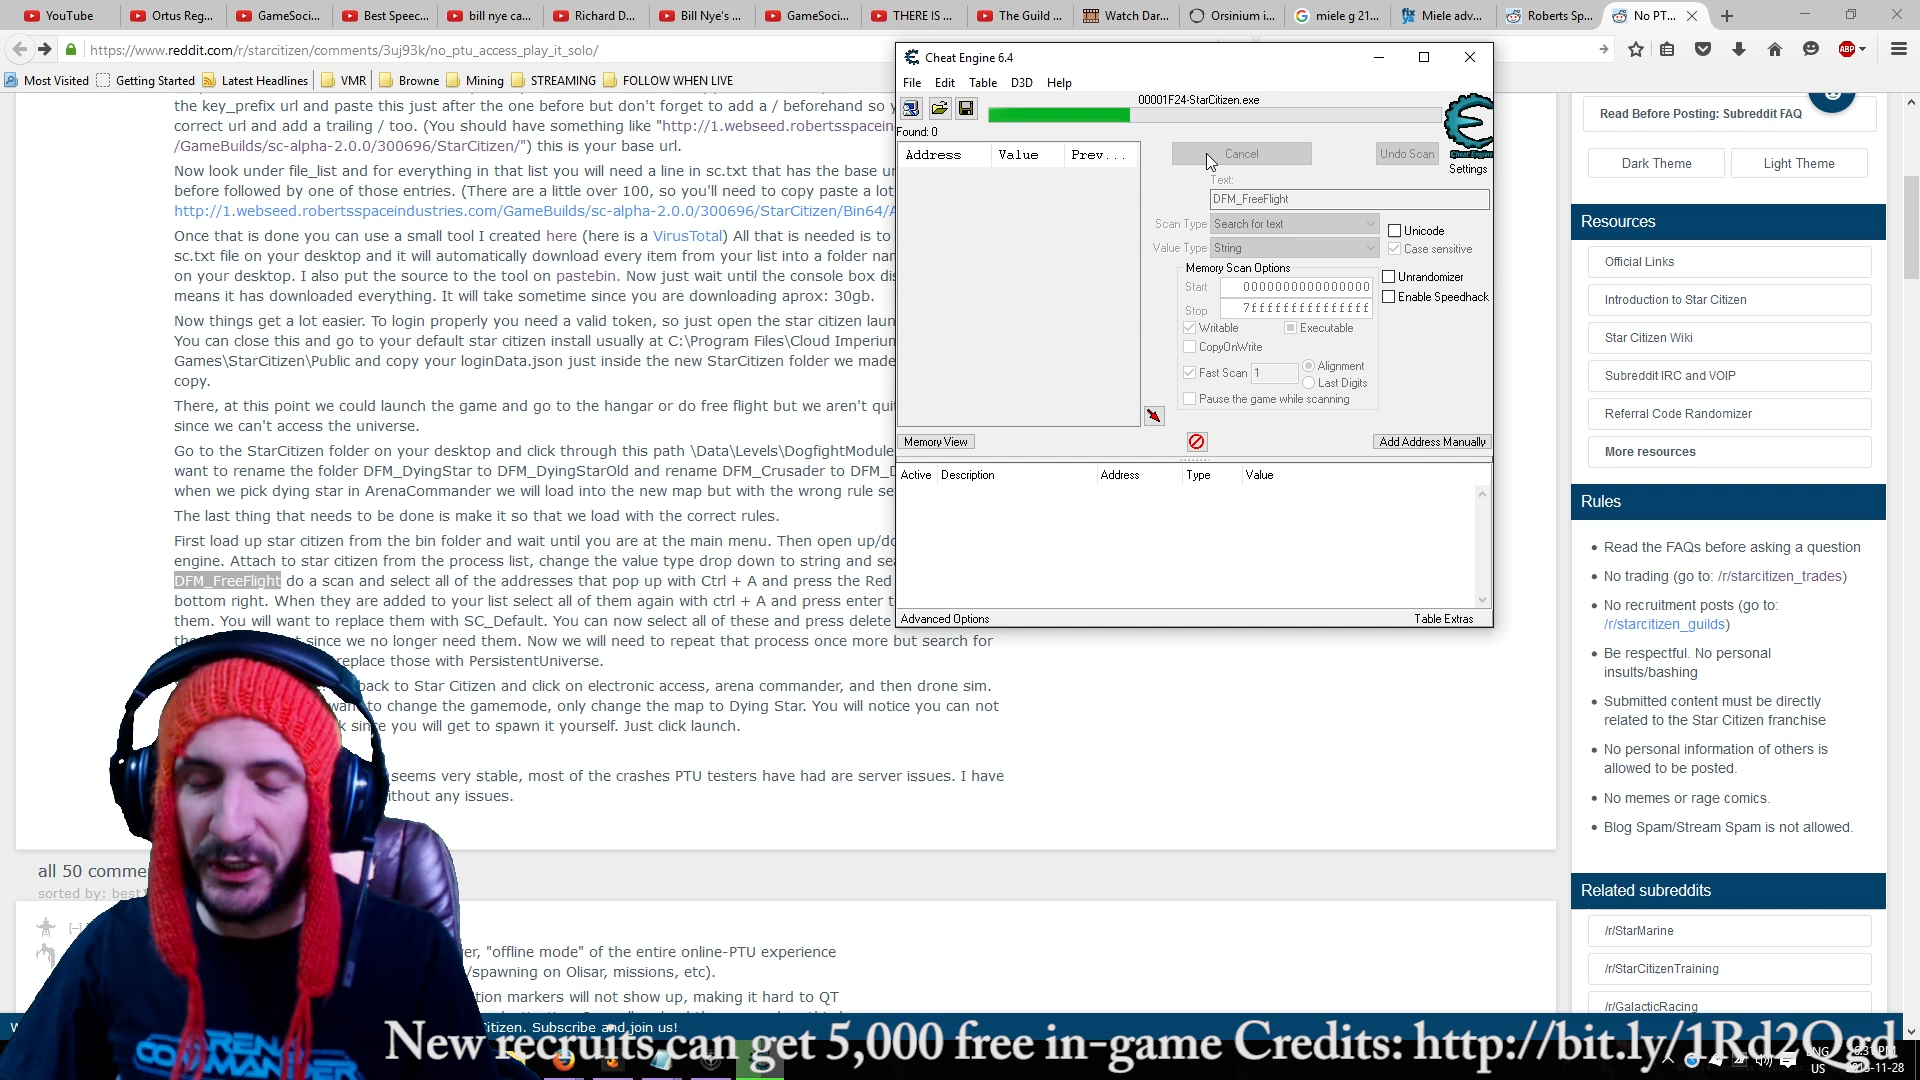 YouTube
Ortus Reg...
GameSoci...
Best Speec...
bill nye ca...
Richard D...
Bill Nye's ...
GameSoci...
THERE IS ...
The Guild ...
Watch Dar...
Orsinium i...
miele g 21...
Miele adv...
Roberts Sp...
No PT...
https://www.reddit.com/r/starcitizen/comments/3uj93k/no_ptu_access_play_it_solo/
ABP
Most Visited
Getting Started
Latest Headlines
VMR
Browne
Mining
STREAMING
FOLLOW WHEN LIVE
the key_prefix url and paste this just after the one before but don't forget to add a / beforehand so
correct url and add a trailing / too. (You should have something like "http://1.webseed.robertsspacein
/GameBuilds/sc-alpha-2.0.0/300696/StarCitizen/") this is your base url.
Now look under file_list and for everything in that list you will need a line in sc.txt that has the base
before followed by one of those entries. (There are a little over 100, so you'll need to copy paste a lot
http://1.webseed.robertsspaceindustries.com/GameBuilds/sc-alpha-2.0.0/300696/StarCitizen/Bin64/
Once that is done you can use a small tool I created here (here is a VirusTotal) All that is needed is to
sc.txt file on your desktop and it will automatically download every item from your list into a folder
on your desktop. I also put the source to the tool on pastebin. Now just wait until the console box
means it has downloaded everything. It will take sometime since you are downloading aprox: 30gb.
Now things get a lot easier. To login properly you need a valid token, so just open the star citizen
You can close this and go to your default star citizen install usually at C:\Program Files\Cloud Imperium
Games\StarCitizen\Public and copy your loginData.json just inside the new StarCitizen folder we made
copy.
There, at this point we could launch the game and go to the hangar or do free flight but we aren't
since we can't access the universe.
Go to the StarCitizen folder on your desktop and click through this path \Data\Levels\DogfightModule
want to rename the folder DFM_DyingStar to DFM_DyingStarOld and rename DFM_Crusader to
when we pick dying star in ArenaCommander we will load into the new map but with the wrong rule
The last thing that needs to be done is make it so that we load with the correct rules.
First load up star citizen from the bin folder and wait until you are at the main menu. Then open
engine. Attach to star citizen from the process list, change the value type drop down to string and
DFM_FreeFlight do a scan and select all of the addresses that pop up with Ctrl + A and press the Red
bottom right. When they are added to your list select all of them again with ctrl + A and press enter
them. You will want to replace them with SC_Default. You can now select all of these and press delete
since we no longer need them. Now we will need to repeat that process once more but search for
replace those with PersistentUniverse.
back to Star Citizen and click on electronic access, arena commander, and then drone sim.
to change the gamemode, only change the map to Dying Star. You will notice you can not
since you will get to spawn it yourself. Just click launch.
seems very stable, most of the crashes PTU testers have had are server issues. I have
without any issues.
all 50 comme
sorted by: best
er, "offline mode" of the entire online-PTU experience
/spawning on Olisar, missions, etc).
tion markers will not show up, making it hard to QT
itizen. Subscribe and join us!
Cheat Engine 6.4
File
Edit
Table
D3D
Help
00001F24-StarCitizen.exe
Found: 0
Address
Value
Prev...
Cancel
Undo Scan
Cheat Engine
Settings
Text:
DFM_FreeFlight
Scan Type
Search for text
Unicode
Value Type
String
Case sensitive
Memory Scan Options
Unrandomizer
Start
0000000000000000
Enable Speedhack
Stop
7fffffffffffffff
Writable
Executable
CopyOnWrite
Fast Scan
1
Alignment
Last Digits
Pause the game while scanning
Memory View
Add Address Manually
Active
Description
Address
Type
Value
Advanced Options
Table Extras
Read Before Posting: Subreddit FAQ
Dark Theme
Light Theme
Resources
Official Links
Introduction to Star Citizen
Star Citizen Wiki
Subreddit IRC and VOIP
Referral Code Randomizer
More resources
Rules
Read the FAQs before asking a question
No trading (go to: /r/starcitizen_trades)
No recruitment posts (go to:
/r/starcitizen_guilds)
Be respectful. No personal
insults/bashing
Submitted content must be directly
related to the Star Citizen franchise
No personal information of others is
allowed to be posted.
No memes or rage comics.
Blog Spam/Stream Spam is not allowed.
Related subreddits
/r/StarMarine
/r/StarCitizenTraining
/r/GalacticRacing
ARENA
COMMANDER
New recruits can get 5,000 free in-game Credits: http://bit.ly/1Rd2Qgd
ENG
US
2015-11-28